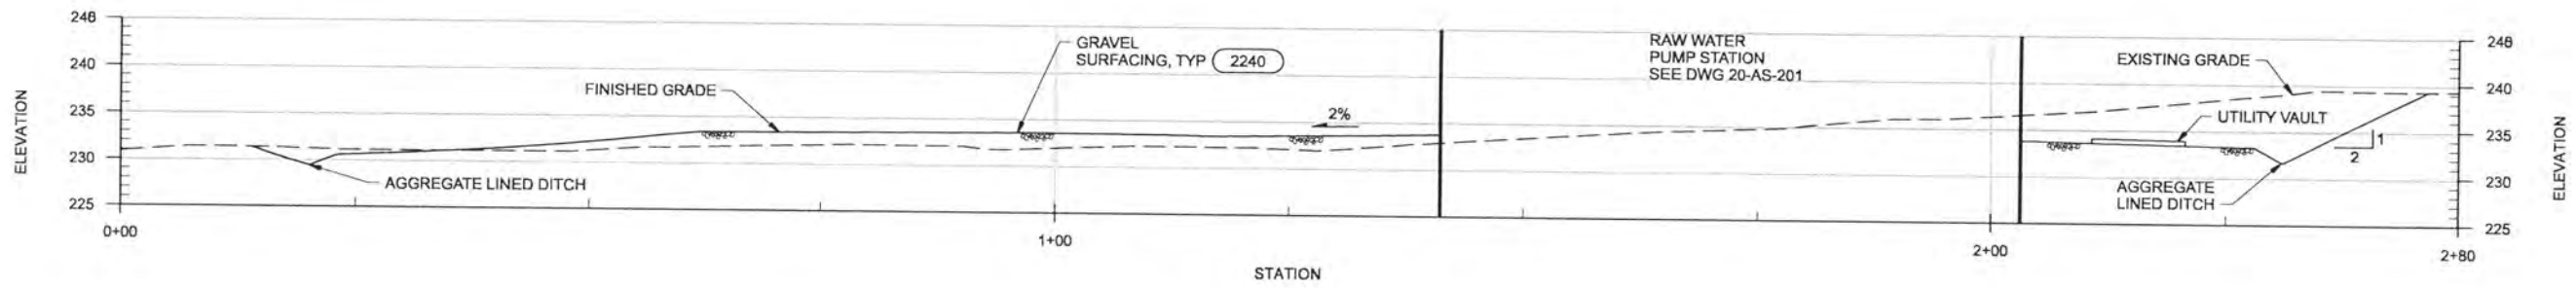 248
240
235
230
225
ELEVATION
FINISHED GRADE
AGGREGATE LINED DITCH
GRAVEL
SURFACING, TYP 2240
2%
RAW WATER
PUMP STATION
SEE DWG 20-AS-201
EXISTING GRADE
UTILITY VAULT
1
2
AGGREGATE
LINED DITCH
248
240
235
230
225
ELEVATION
0+00
1+00
2+00
2+80
STATION